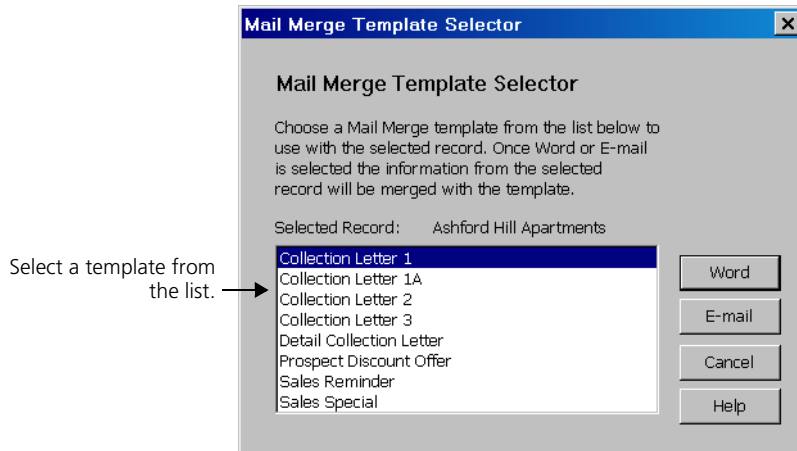 Mail Merge Template Selector
Mail Merge Template Selector
Choose a Mail Merge template from the list below to
use with the selected record. Once Word or E-mail
is selected the information from the selected
record will be merged with the template.
Selected Record: Ashford Hill Apartments
Select a template from
the list.
Collection Letter 1
Collection Letter 1A
Collection Letter 2
Collection Letter 3
Detail Collection Letter
Prospect Discount Offer
Sales Reminder
Sales Special
Word
E-mail
Cancel
Help